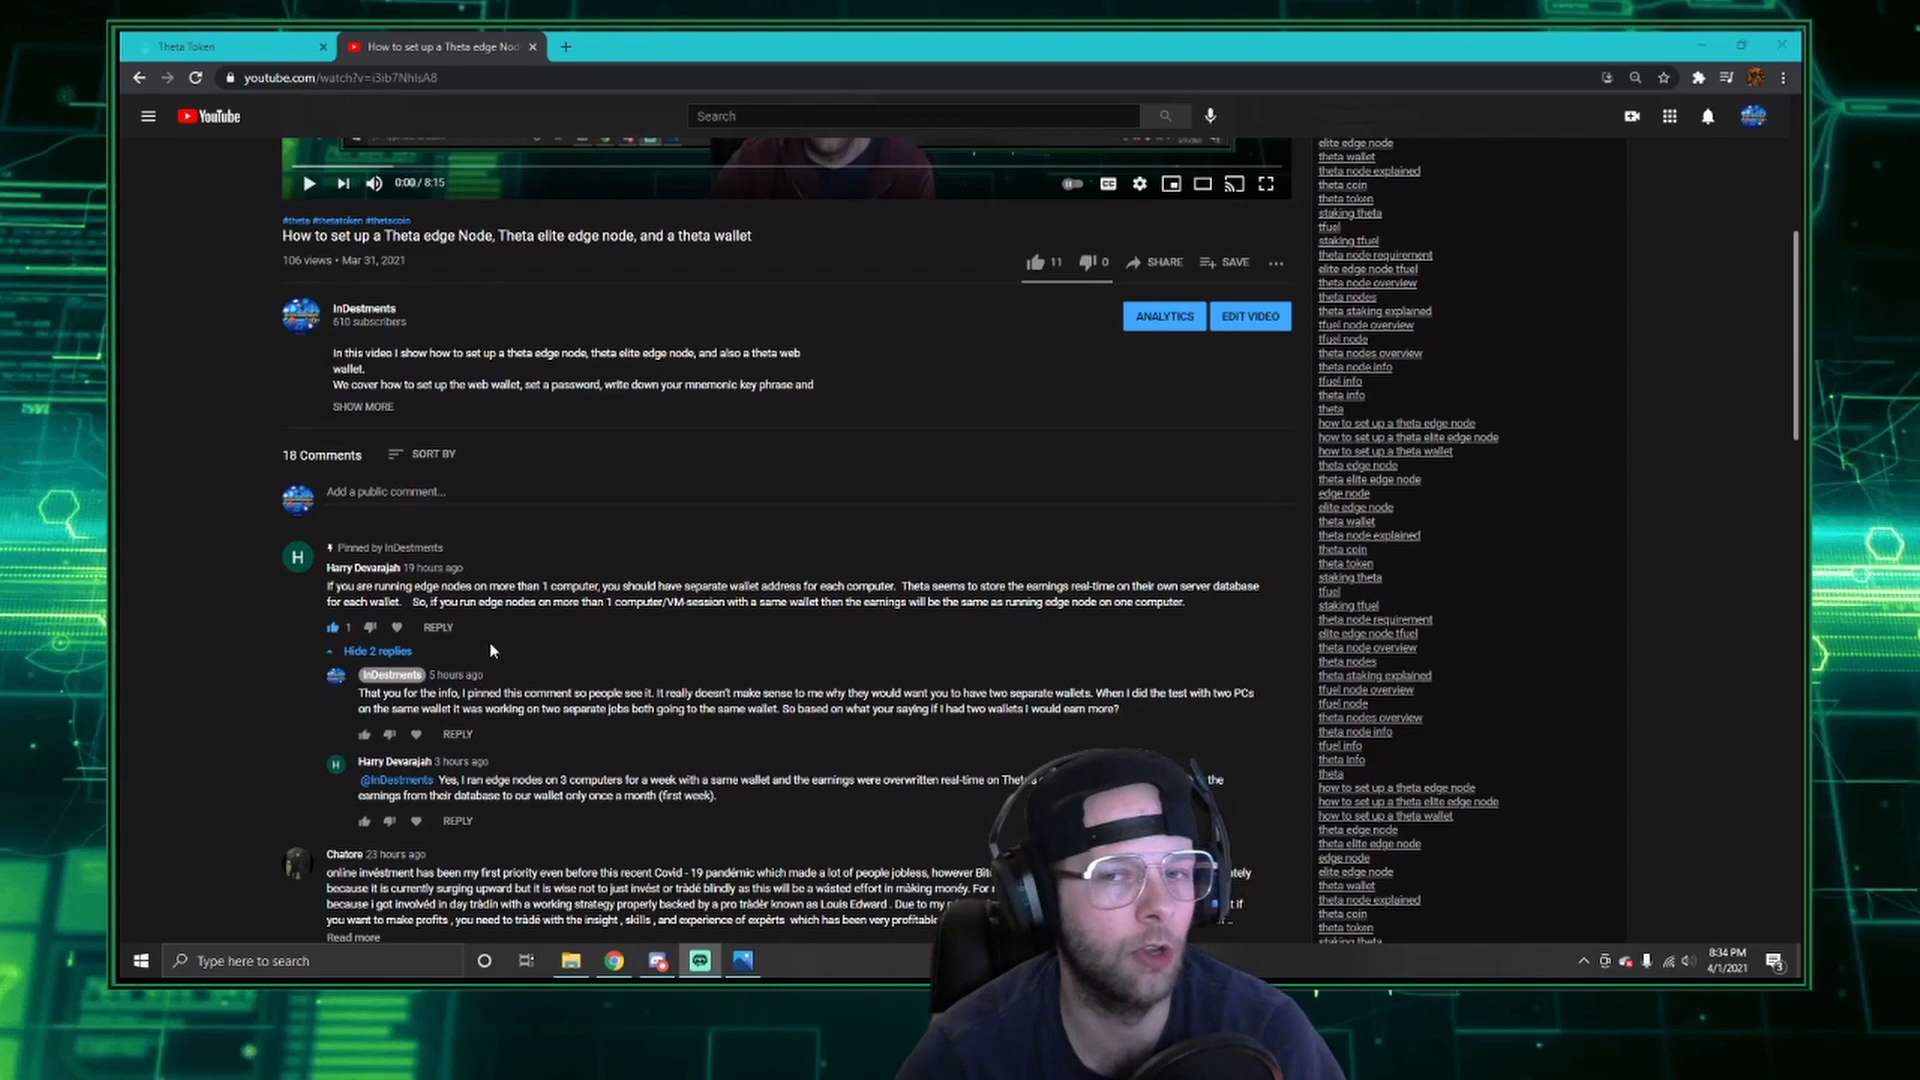 Theta Token
How to set up a Theta edge Nod
youtube.com/watch?v=i3ib7NhlsA8
YouTube
Search
0:00 / 8:15
#theta #thetatoken #thetacoin
How to set up a Theta edge Node, Theta elite edge node, and a theta wallet
106 views • Mar 31, 2021
11
0
SHARE
SAVE
InDestments
610 subscribers
ANALYTICS
EDIT VIDEO
In this video I show how to set up a theta edge node, theta elite edge node, and also a theta web
wallet.
We cover how to set up the web wallet, set a password, write down your mnemonic key phrase and
SHOW MORE
18 Comments
SORT BY
Add a public comment...
H
Pinned by InDestments
Harry Devarajah 19 hours ago
If you are running edge nodes on more than 1 computer, you should have separate wallet address for each computer. Theta seems to store the earnings real-time on their own server database
for each wallet. So, if you run edge nodes on more than 1 computer/VM-session with a same wallet then the earnings will be the same as running edge node on one computer.
1
REPLY
Hide 2 replies
InDestments 5 hours ago
That you for the info, I pinned this comment so people see it. It really doesn't make sense to me why they would want you to have two separate wallets. When I did the test with two PCs
on the same wallet it was working on two separate jobs both going to the same wallet. So based on what your saying if I had two wallets I would earn more?
REPLY
H
Harry Devarajah 3 hours ago
@InDestments Yes, I ran edge nodes on 3 computers for a week with a same wallet and the earnings were overwritten real-time on
the
earnings from their database to our wallet only once a month (first week).
REPLY
Chatore 23 hours ago
online invéstment has been my first priority even before this recent Covid - 19 pandémic which made a lot of people jobless, however
because it is currently surging upward but it is wise not to just invést or tràdé blindly as this will be a wásted effort in màking monéy. For
because i got involvéd in day tràdin with a working strategy properly backed by a pro tràdèr known as Louis Edward . Due to my
if
you want to make profits , you need to tràdé with the insight , skills , and experience of expèrts which has been very profitable
Read more
elite edge node
theta wallet
theta node explained
theta coin
theta token
staking theta
tfuel
staking tfuel
theta node requirement
elite edge node tfuel
theta node overview
theta nodes
theta staking explained
tfuel node overview
tfuel node
theta nodes overview
theta node info
tfuel info
theta info
theta
how to set up a theta edge node
how to set up a theta elite edge node
how to set up a theta wallet
theta edge node
theta elite edge node
edge node
elite edge node
theta wallet
theta node explained
theta coin
theta token
staking theta
tfuel
staking tfuel
theta node requirement
elite edge node tfuel
theta node overview
theta nodes
theta staking explained
tfuel node overview
tfuel node
theta nodes overview
theta node info
tfuel info
theta info
theta
how to set up a theta edge node
how to set up a theta elite edge node
how to set up a theta wallet
theta edge node
theta elite edge node
edge node
elite edge node
theta wallet
theta node explained
theta coin
theta token
staking theta
Type here to search
8:34 PM
4/1/2021
3